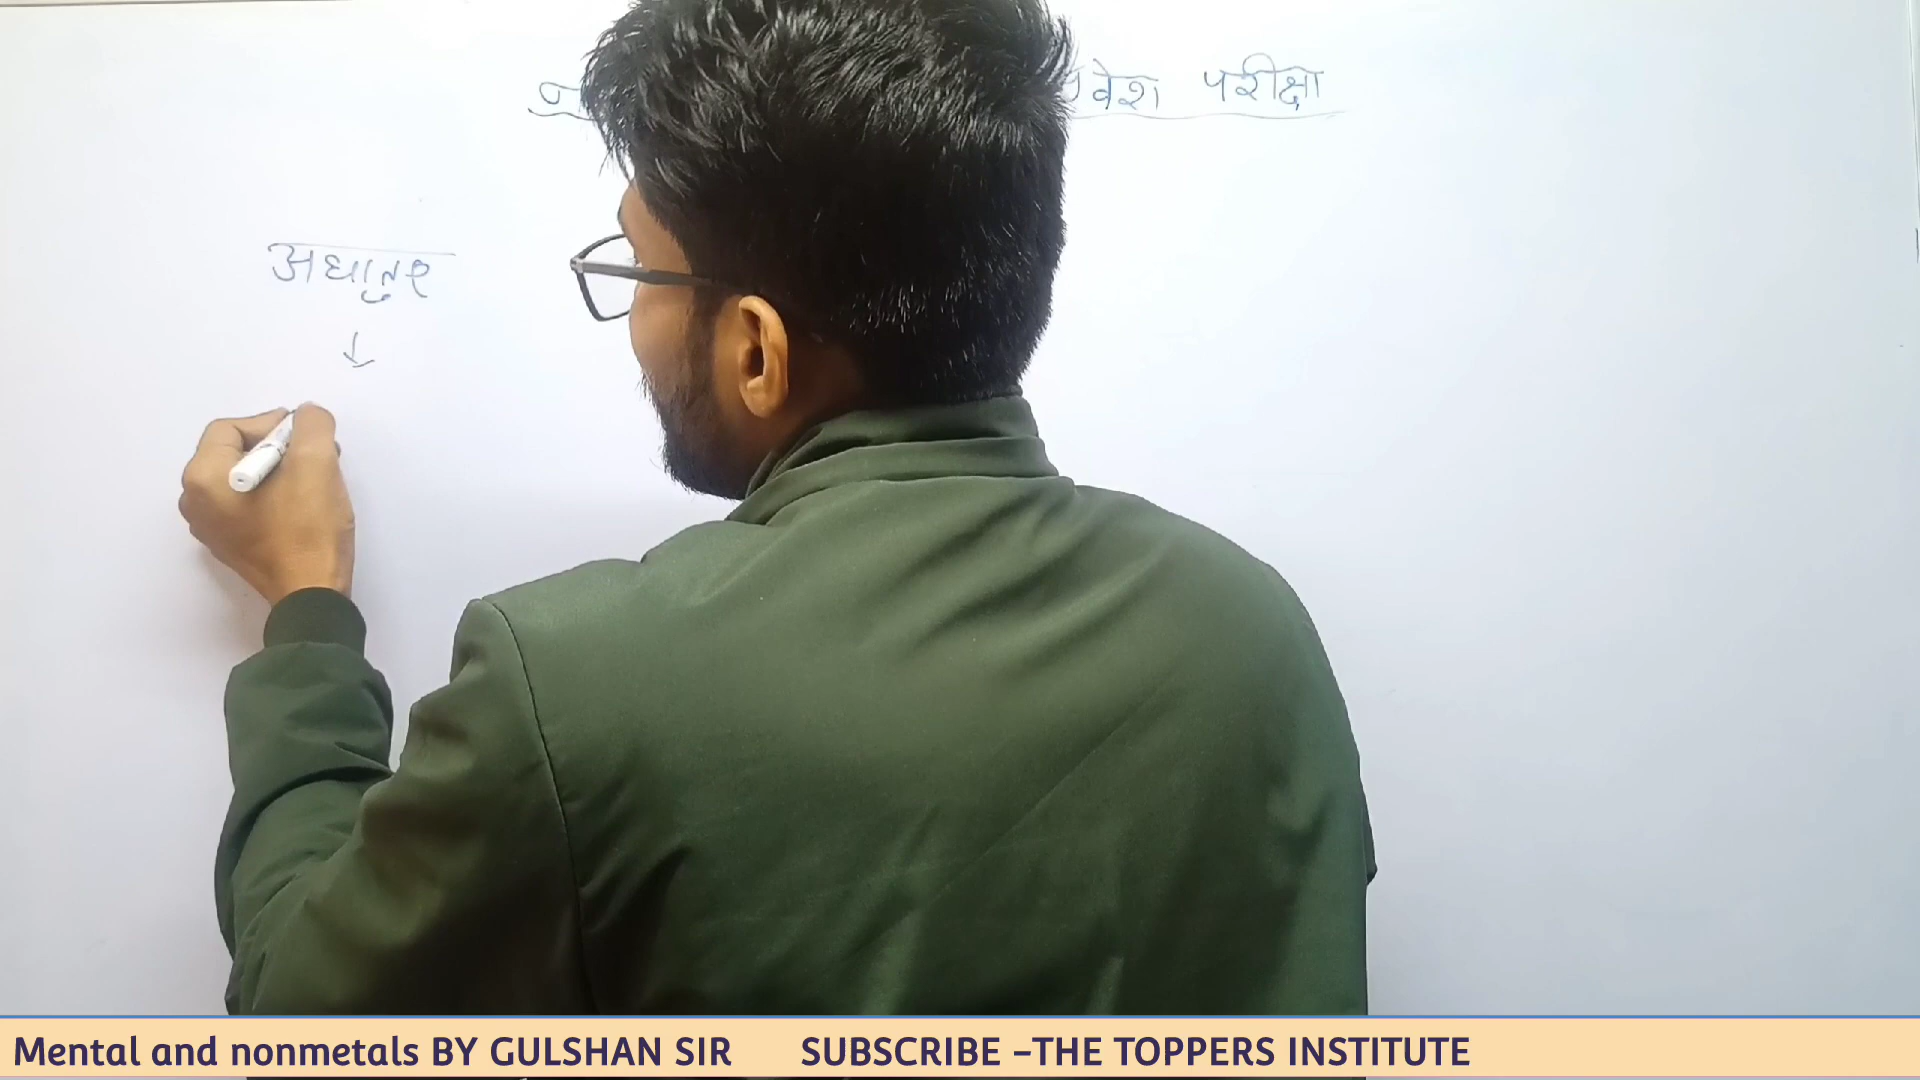 परीक्षा
अधातुए
↓
Mental and nonmetals BY GULSHAN SIR SUBSCRIBE –THE TOPPERS INSTITUTE